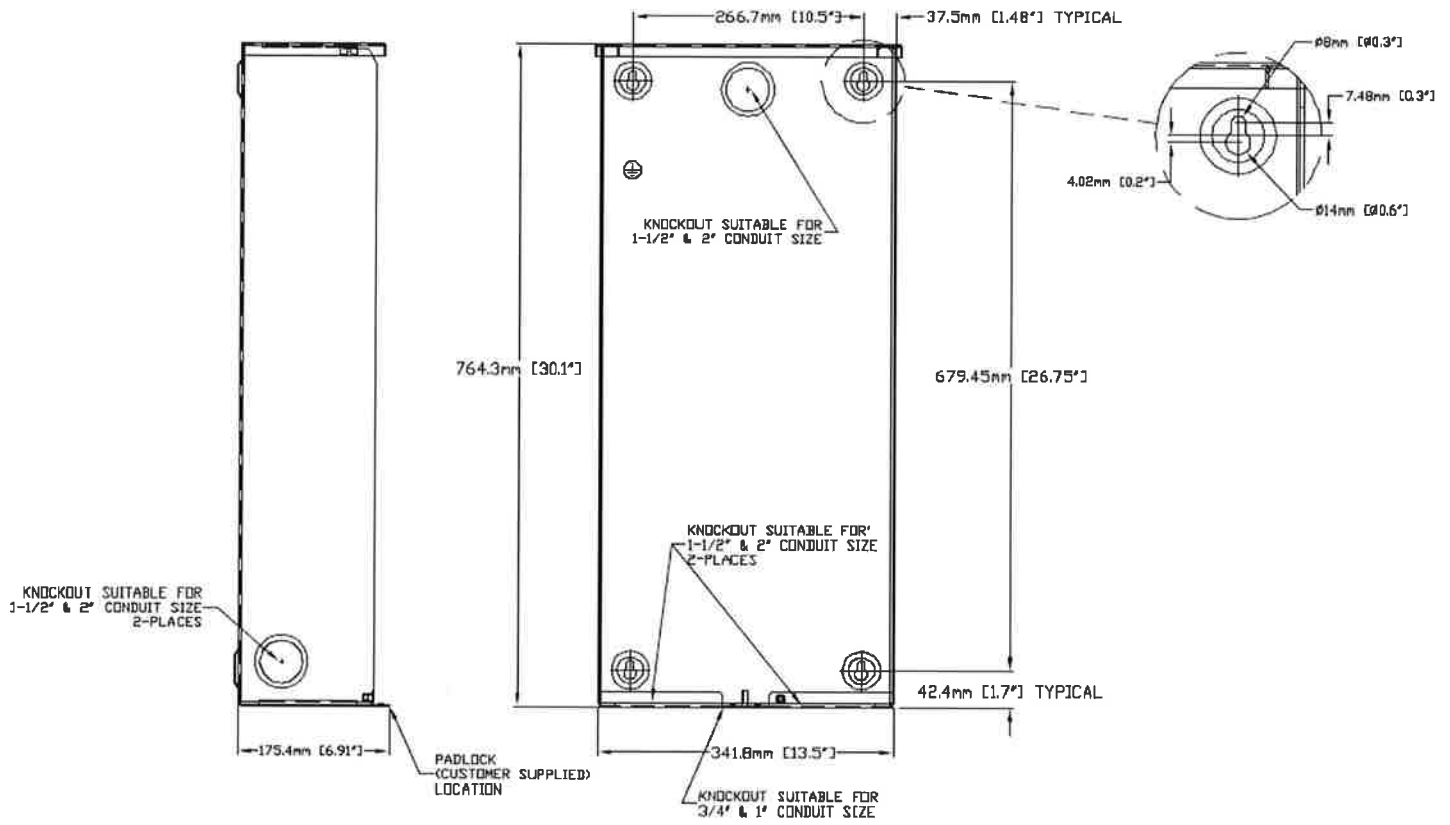 266.7mm [10.5"]
37.5mm [1.48"] TYPICAL
ø8mm [ø0.3"]
7.48mm [0.3"]
4.02mm [0.2"]
ø14mm [ø0.6"]
KNOCKOUT SUITABLE FOR
1-1/2" & 2" CONDUIT SIZE
764.3mm [30.1"]
679.45mm [26.75"]
KNOCKOUT SUITABLE FOR
1-1/2" & 2" CONDUIT SIZE
2-PLACES
KNOCKOUT SUITABLE FOR
1-1/2" & 2" CONDUIT SIZE
2-PLACES
42.4mm [1.7"] TYPICAL
175.4mm [6.91"]
341.8mm [13.5"]
PADLOCK
(CUSTOMER SUPPLIED)
LOCATION
KNOCKOUT SUITABLE FOR
3/4" & 1" CONDUIT SIZE